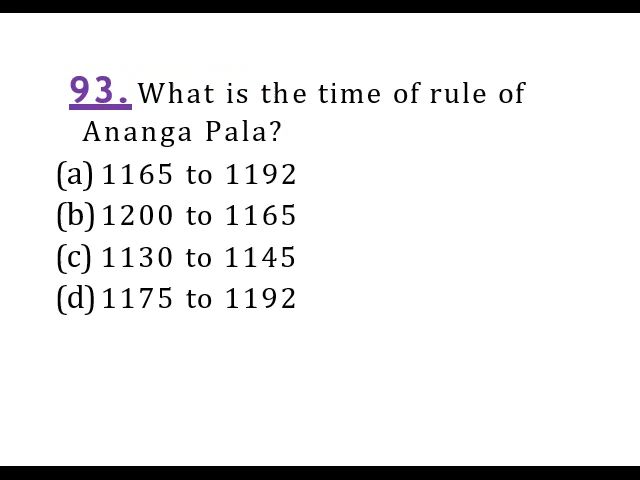 93. What is the time of rule of
Ananga Pala?
(a) 1165 to 1192
(b) 1200 to 1165
(c) 1130 to 1145
(d) 1175 to 1192